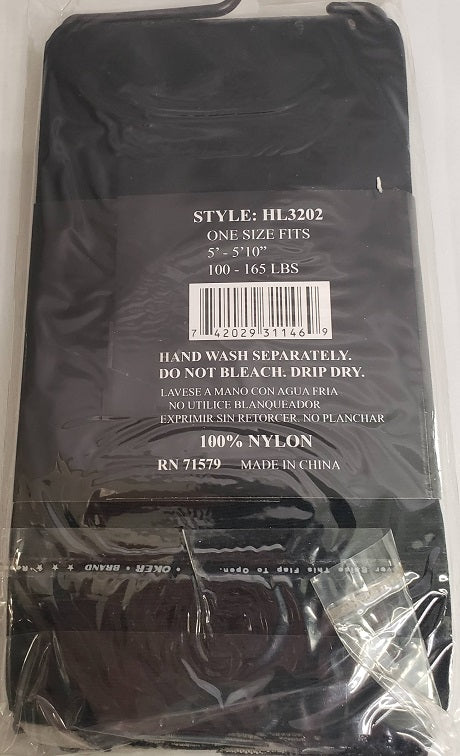 STYLE: HL3202
ONE SIZE FITS
5' - 5'10"
100 - 165 LBS
7 42029 31146 9
HAND WASH SEPARATELY.
DO NOT BLEACH. DRIP DRY.
LAVESE A MANO CON AGUA FRIA
NO UTILICE BLANQUEADOR
EXPRIMIR SIN RETORCER. NO PLANCHAR
100% NYLON
RN 71579 MADE IN CHINA
This Flap To Open. • OKER • BRAND ★ ★ ★